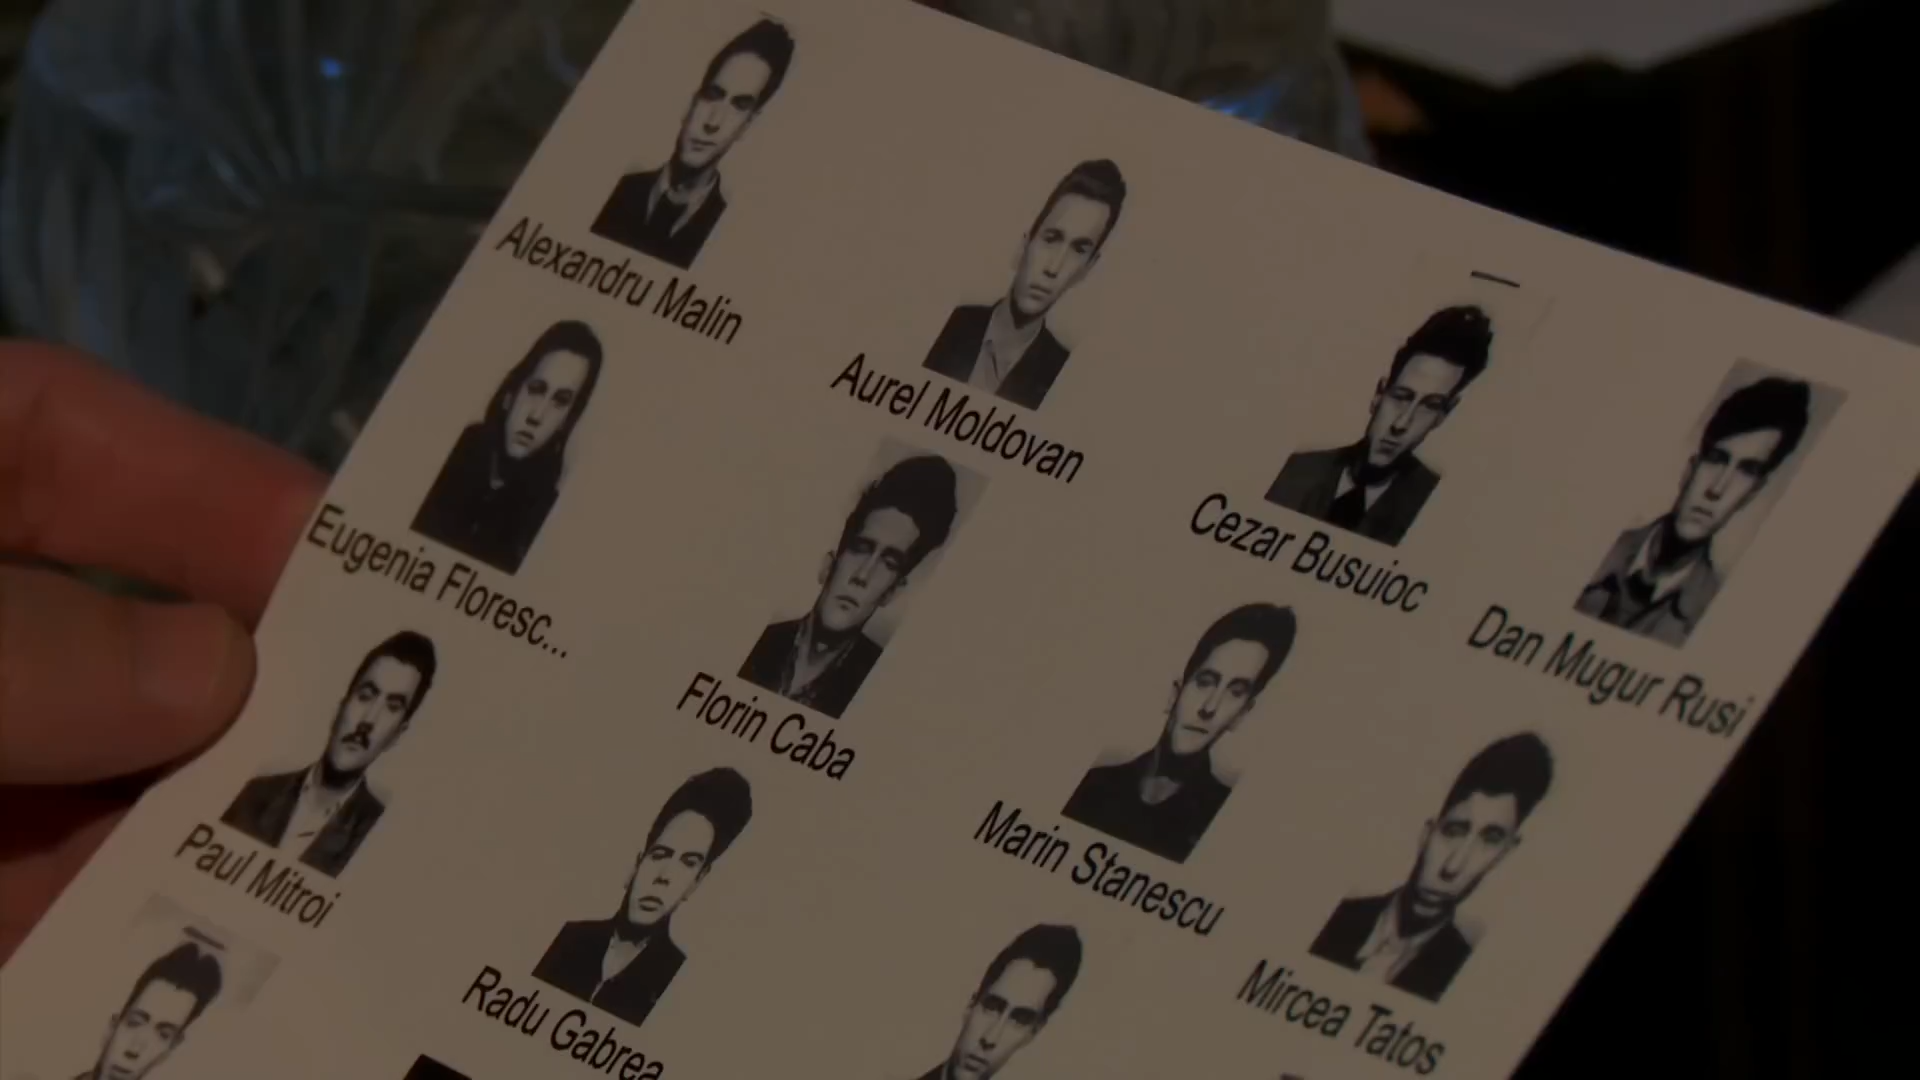 Alexandru Malin
Aurel Moldovan
Cezar Busuioc
Dan Mugur Rusi
Eugenia Floresc...
Florin Caba
Marin Stanescu
Mircea Tatos
Paul Mitroi
Radu Gabrea